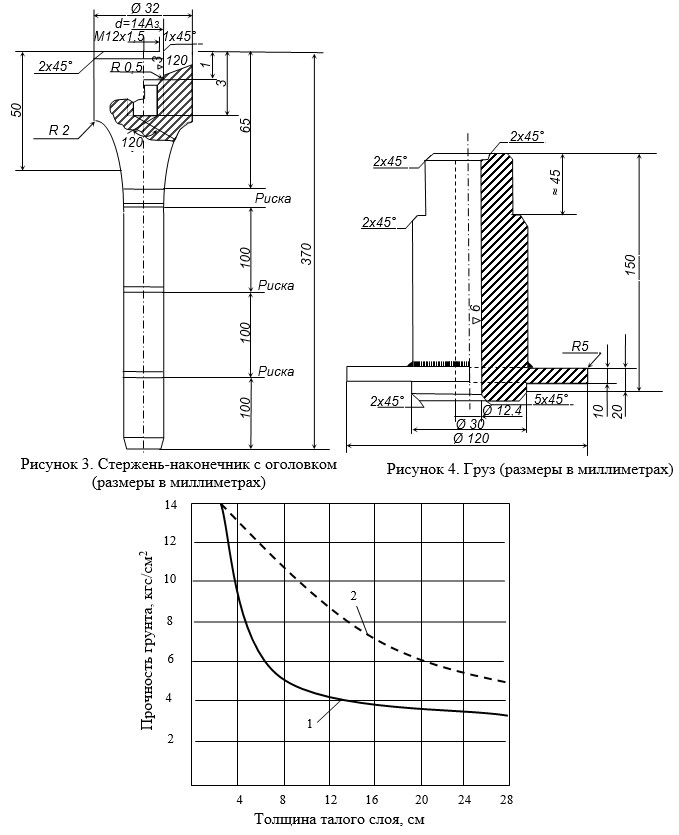 Ø 32
d=14А3
М12x1,5
1x45°
2x45°
R 0,5
▽3
120
1
3
50
R 2
120
65
Риска
100
370
Риска
100
Риска
100
Рисунок 3. Стержень-наконечник с оголовком
(размеры в миллиметрах)
2x45°
2x45°
≈ 45
2x45°
150
▽ 6
R5
2x45°
Ø 12,4
5x45°
10
20
Ø 30
Ø 120
Рисунок 4. Груз (размеры в миллиметрах)
Прочность грунта, кгс/см²
14
12
10
8
6
4
2
2
1
4
8
12
16
20
24
28
Толщина талого слоя, см